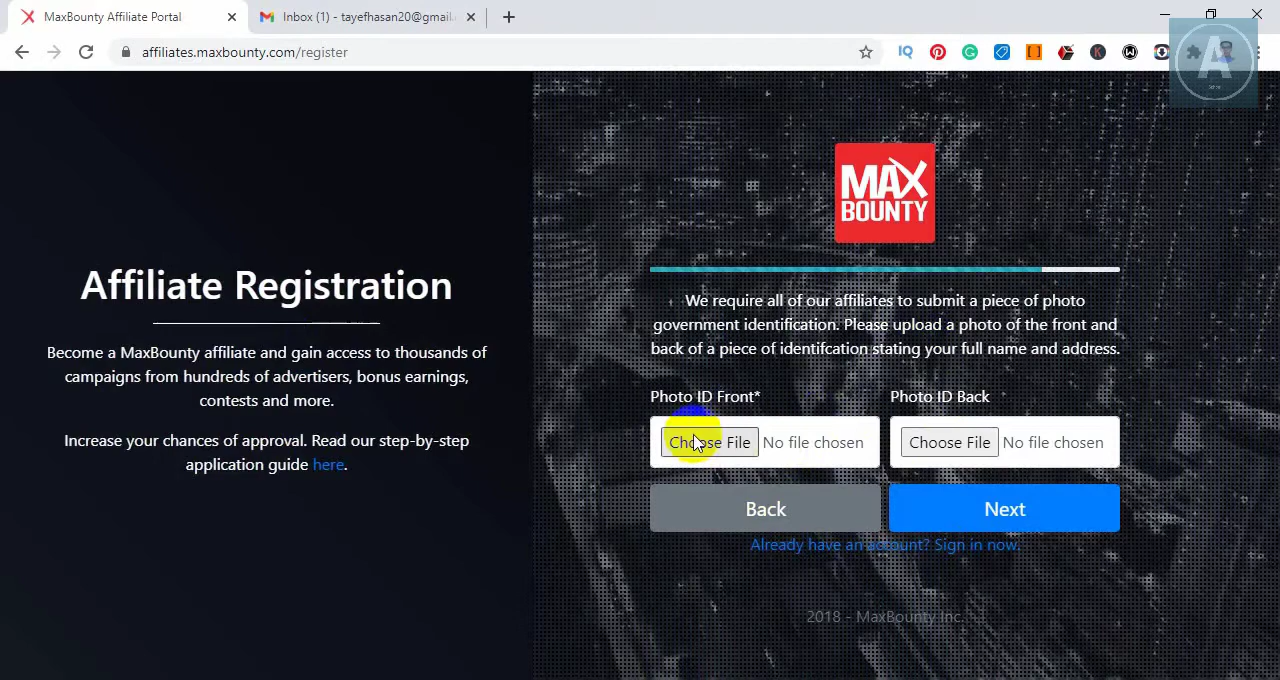 MaxBounty Affiliate Portal
Inbox (1) - tayefhasan20@gmail.
affiliates.maxbounty.com/register
IQ
A
MAX
BOUNTY
Affiliate Registration
Become a MaxBounty affiliate and gain access to thousands of
campaigns from hundreds of advertisers, bonus earnings,
contests and more.
Increase your chances of approval. Read our step-by-step
application guide here.
We require all of our affiliates to submit a piece of photo
government identification. Please upload a photo of the front and
back of a piece of identifcation stating your full name and address.
Photo ID Front* Photo ID Back
Choose File No file chosen Choose File No file chosen
Back Next
Already have an account? Sign in now.
2018 - MaxBounty Inc.